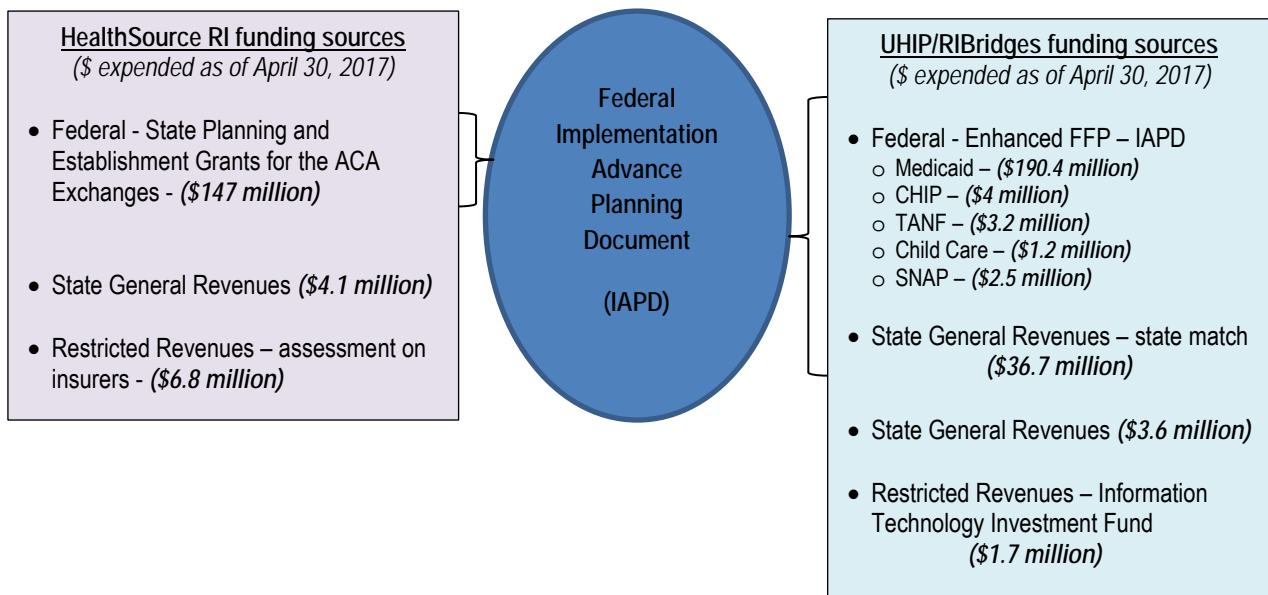 HealthSource RI funding sources
($ expended as of April 30, 2017)
• Federal - State Planning and
Establishment Grants for the ACA
Exchanges - ($147 million)
• State General Revenues ($4.1 million)
• Restricted Revenues – assessment on
insurers - ($6.8 million)
Federal
Implementation
Advance
Planning
Document
(IAPD)
UHIP/RIBridges funding sources
($ expended as of April 30, 2017)
• Federal - Enhanced FFP – IAPD
o Medicaid – ($190.4 million)
o CHIP – ($4 million)
o TANF – ($3.2 million)
o Child Care – ($1.2 million)
o SNAP – ($2.5 million)
• State General Revenues – state match
($36.7 million)
• State General Revenues ($3.6 million)
• Restricted Revenues – Information
Technology Investment Fund
($1.7 million)